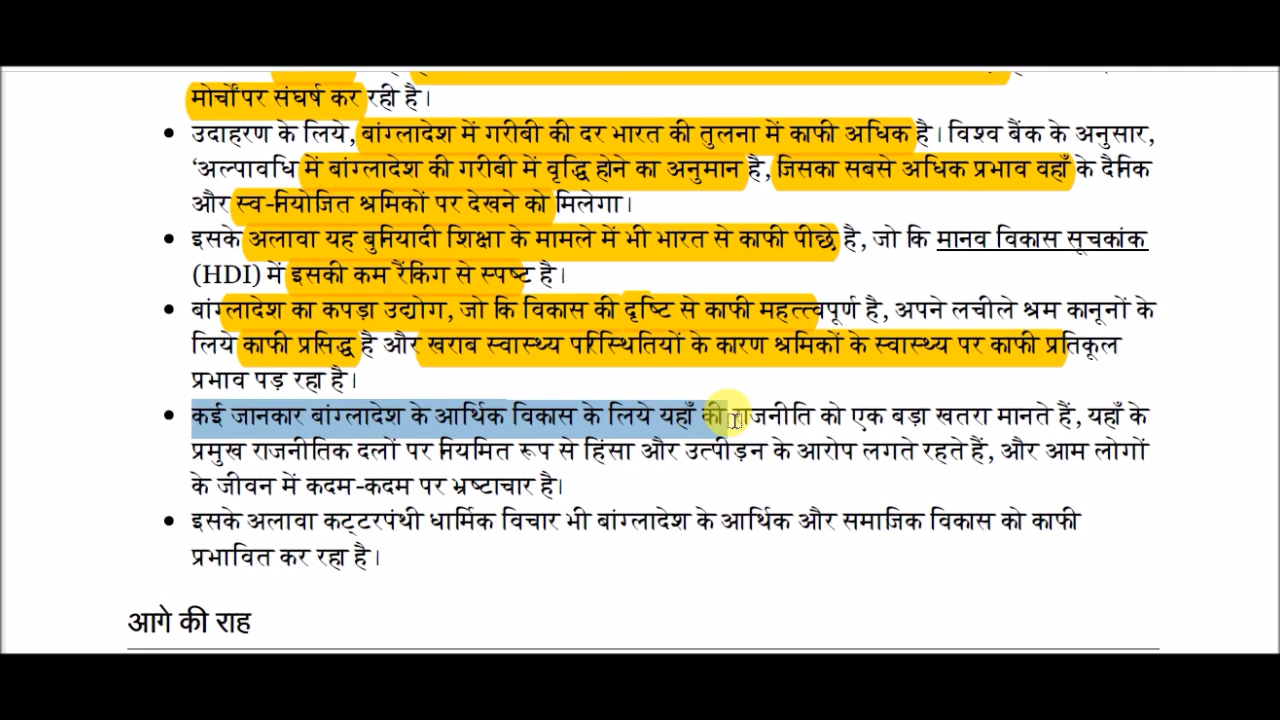 मोर्चों पर संघर्ष कर रही है।
उदाहरण के लिये, बांग्लादेश में गरीबी की दर भारत की तुलना में काफी अधिक है। विश्व बैंक के अनुसार,
‘अल्पावधि में बांग्लादेश की गरीबी में वृद्धि होने का अनुमान है, जिसका सबसे अधिक प्रभाव वहाँ के दैनिक
और स्व-नियोजित श्रमिकों पर देखने को मिलेगा।
इसके अलावा यह बुनियादी शिक्षा के मामले में भी भारत से काफी पीछे है, जो कि मानव विकास सूचकांक
(HDI) में इसकी कम रैंकिंग से स्पष्ट है।
बांग्लादेश का कपड़ा उद्योग, जो कि विकास की दृष्टि से काफी महत्त्वपूर्ण है, अपने लचीले श्रम कानूनों के
लिये काफी प्रसिद्ध है और खराब स्वास्थ्य परिस्थितियों के कारण श्रमिकों के स्वास्थ्य पर काफी प्रतिकूल
प्रभाव पड़ रहा है।
कई जानकार बांग्लादेश के आर्थिक विकास के लिये यहाँ की राजनीति को एक बड़ा खतरा मानते हैं, यहाँ के
प्रमुख राजनीतिक दलों पर नियमित रूप से हिंसा और उत्पीड़न के आरोप लगते रहते हैं, और आम लोगों
के जीवन में कदम-कदम पर भ्रष्टाचार है।
इसके अलावा कट्टरपंथी धार्मिक विचार भी बांग्लादेश के आर्थिक और समाजिक विकास को काफी
प्रभावित कर रहा है।
आगे की राह